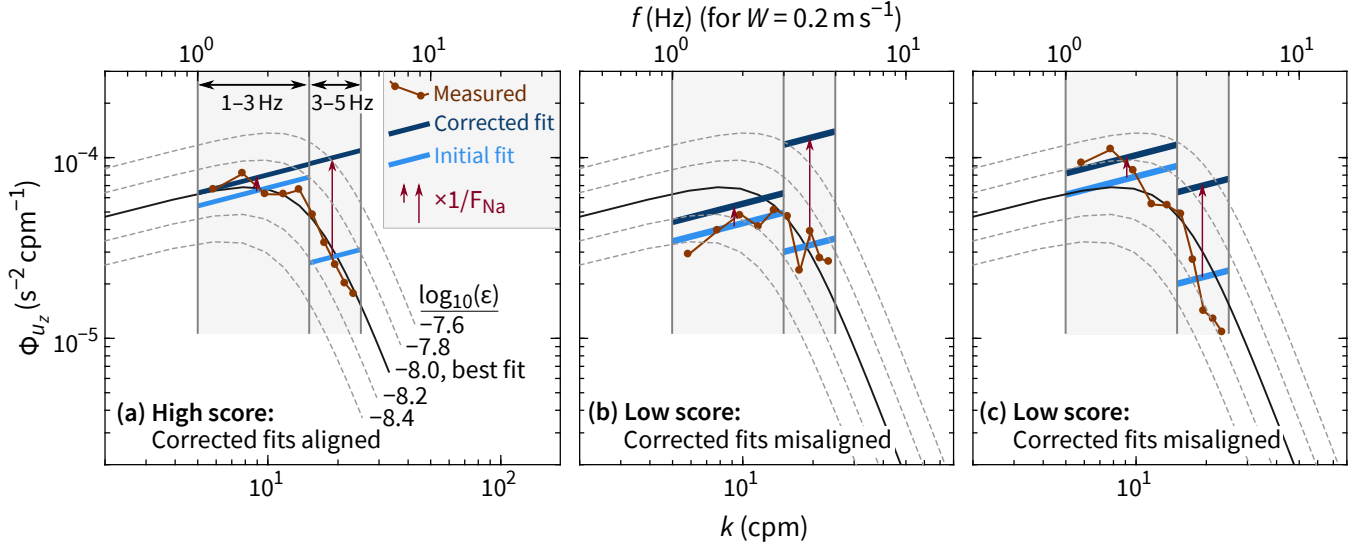 f (Hz) (for W = 0.2 m s⁻¹)
10⁰ 10¹ 10⁰ 10¹ 10⁰ 10¹
1–3 Hz 3–5 Hz
Measured
Corrected fit
Initial fit
×1/F_Na
10⁻⁴
10⁻⁵
Φ_{u_z} (s⁻² cpm⁻¹)
log₁₀(ε)
−7.6
−7.8
−8.0, best fit
−8.2
−8.4
(a) High score:
Corrected fits aligned
(b) Low score:
Corrected fits misaligned
(c) Low score:
Corrected fits misaligned
10¹ 10² 10¹ 10¹
k (cpm)